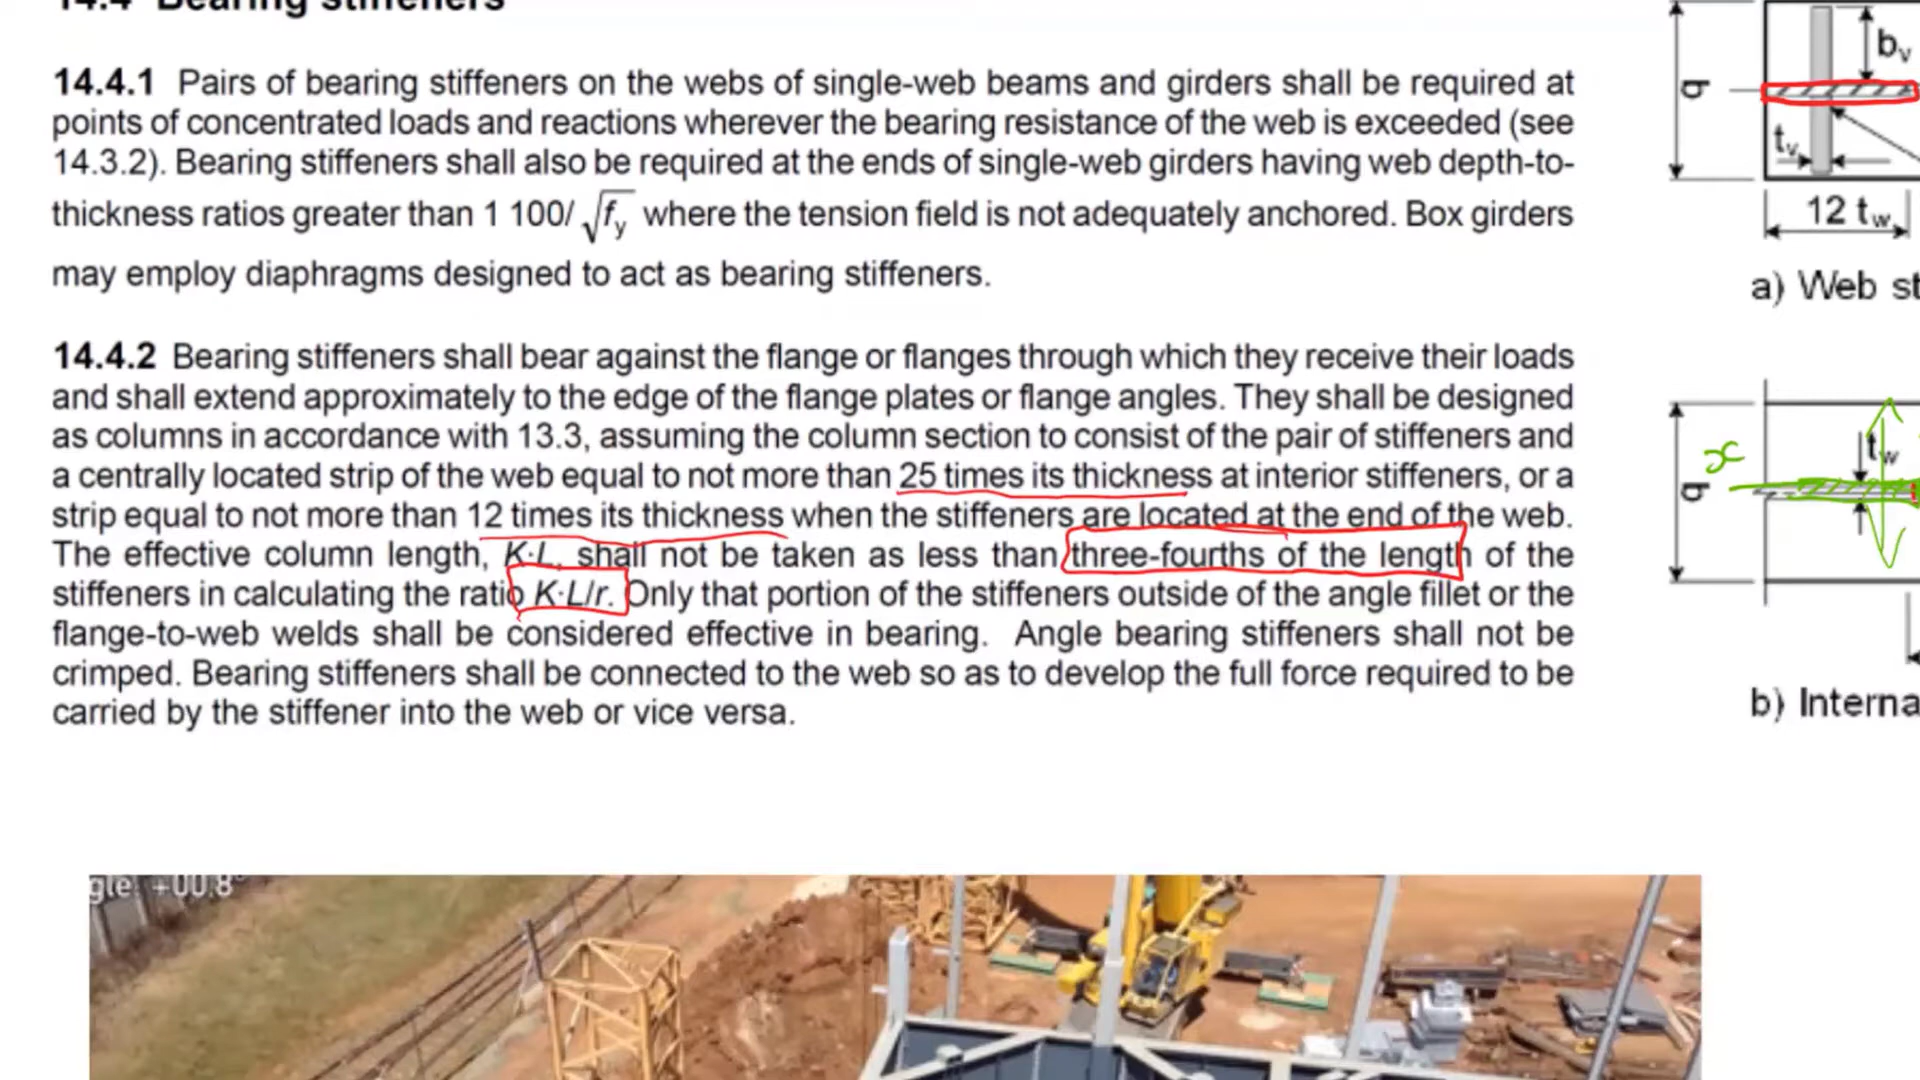 14.4 Bearing stiffeners
14.4.1 Pairs of bearing stiffeners on the webs of single-web beams and girders shall be required at
points of concentrated loads and reactions wherever the bearing resistance of the web is exceeded (see
14.3.2). Bearing stiffeners shall also be required at the ends of single-web girders having web depth-to-
thickness ratios greater than 1 100/ √fy where the tension field is not adequately anchored. Box girders
may employ diaphragms designed to act as bearing stiffeners.
14.4.2 Bearing stiffeners shall bear against the flange or flanges through which they receive their loads
and shall extend approximately to the edge of the flange plates or flange angles. They shall be designed
as columns in accordance with 13.3, assuming the column section to consist of the pair of stiffeners and
a centrally located strip of the web equal to not more than 25 times its thickness at interior stiffeners, or a
strip equal to not more than 12 times its thickness when the stiffeners are located at the end of the web.
The effective column length, K·L, shall not be taken as less than three-fourths of the length of the
stiffeners in calculating the ratio K·L/r. Only that portion of the stiffeners outside of the angle fillet or the
flange-to-web welds shall be considered effective in bearing. Angle bearing stiffeners shall not be
crimped. Bearing stiffeners shall be connected to the web so as to develop the full force required to be
carried by the stiffener into the web or vice versa.
b
bv
tv
12 tw
a) Web st
x
b
tw
b) Interna
gle: +00.8°